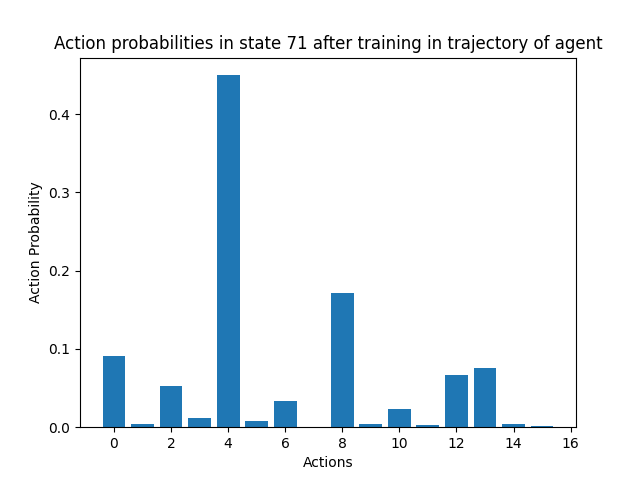 Action probabilities in state 71 after training in trajectory of agent
Action Probability
0.4
0.3
0.2
0.1
0.0
0 2 4 6 8 10 12 14 16
Actions